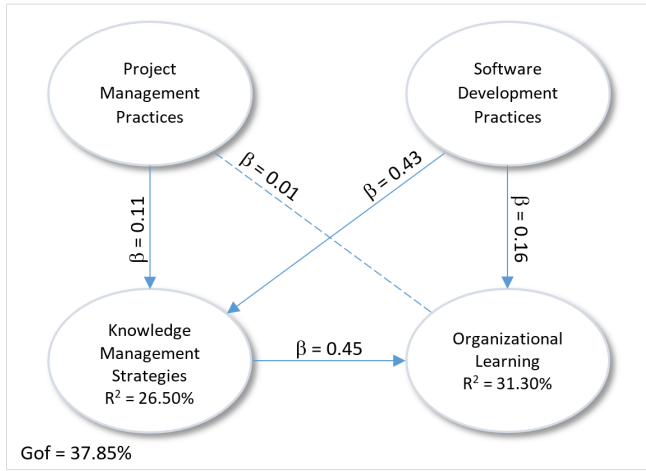 Project
Management
Practices
Software
Development
Practices
β = 0.01
β = 0.43
β = 0.11
β = 0.16
Knowledge
Management
Strategies
R² = 26.50%
β = 0.45
Organizational
Learning
R² = 31.30%
Gof = 37.85%